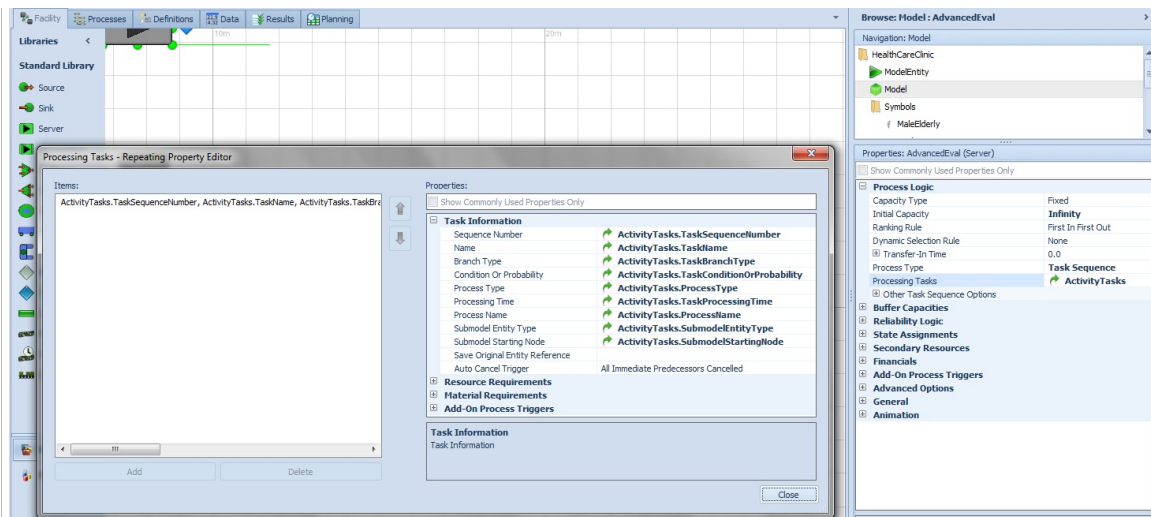 Facility Processes Definitions Data Results Planning
Libraries <
Standard Library
Source
Sink
Server
10m
20m
Processing Tasks - Repeating Property Editor
Items:
ActivityTasks.TaskSequenceNumber, ActivityTasks.TaskName, ActivityTasks.TaskBra
Add Delete
Properties:
Show Commonly Used Properties Only
Task Information
Sequence Number ActivityTasks.TaskSequenceNumber
Name ActivityTasks.TaskName
Branch Type ActivityTasks.TaskBranchType
Condition Or Probability ActivityTasks.TaskConditionOrProbability
Process Type ActivityTasks.ProcessType
Processing Time ActivityTasks.TaskProcessingTime
Process Name ActivityTasks.ProcessName
Submodel Entity Type ActivityTasks.SubmodelEntityType
Submodel Starting Node ActivityTasks.SubmodelStartingNode
Save Original Entity Reference
Auto Cancel Trigger All Immediate Predecessors Cancelled
Resource Requirements
Material Requirements
Add-On Process Triggers
Task Information
Task Information
Close
Browse: Model : AdvancedEval >
Navigation: Model
HealthCareClinic
ModelEntity
Model
Symbols
MaleElderly
Properties: AdvancedEval (Server)
Show Commonly Used Properties Only
Process Logic
Capacity Type Fixed
Initial Capacity Infinity
Ranking Rule First In First Out
Dynamic Selection Rule None
Transfer-In Time 0.0
Process Type Task Sequence
Processing Tasks ActivityTasks
Other Task Sequence Options
Buffer Capacities
Reliability Logic
State Assignments
Secondary Resources
Financials
Add-On Process Triggers
Advanced Options
General
Animation